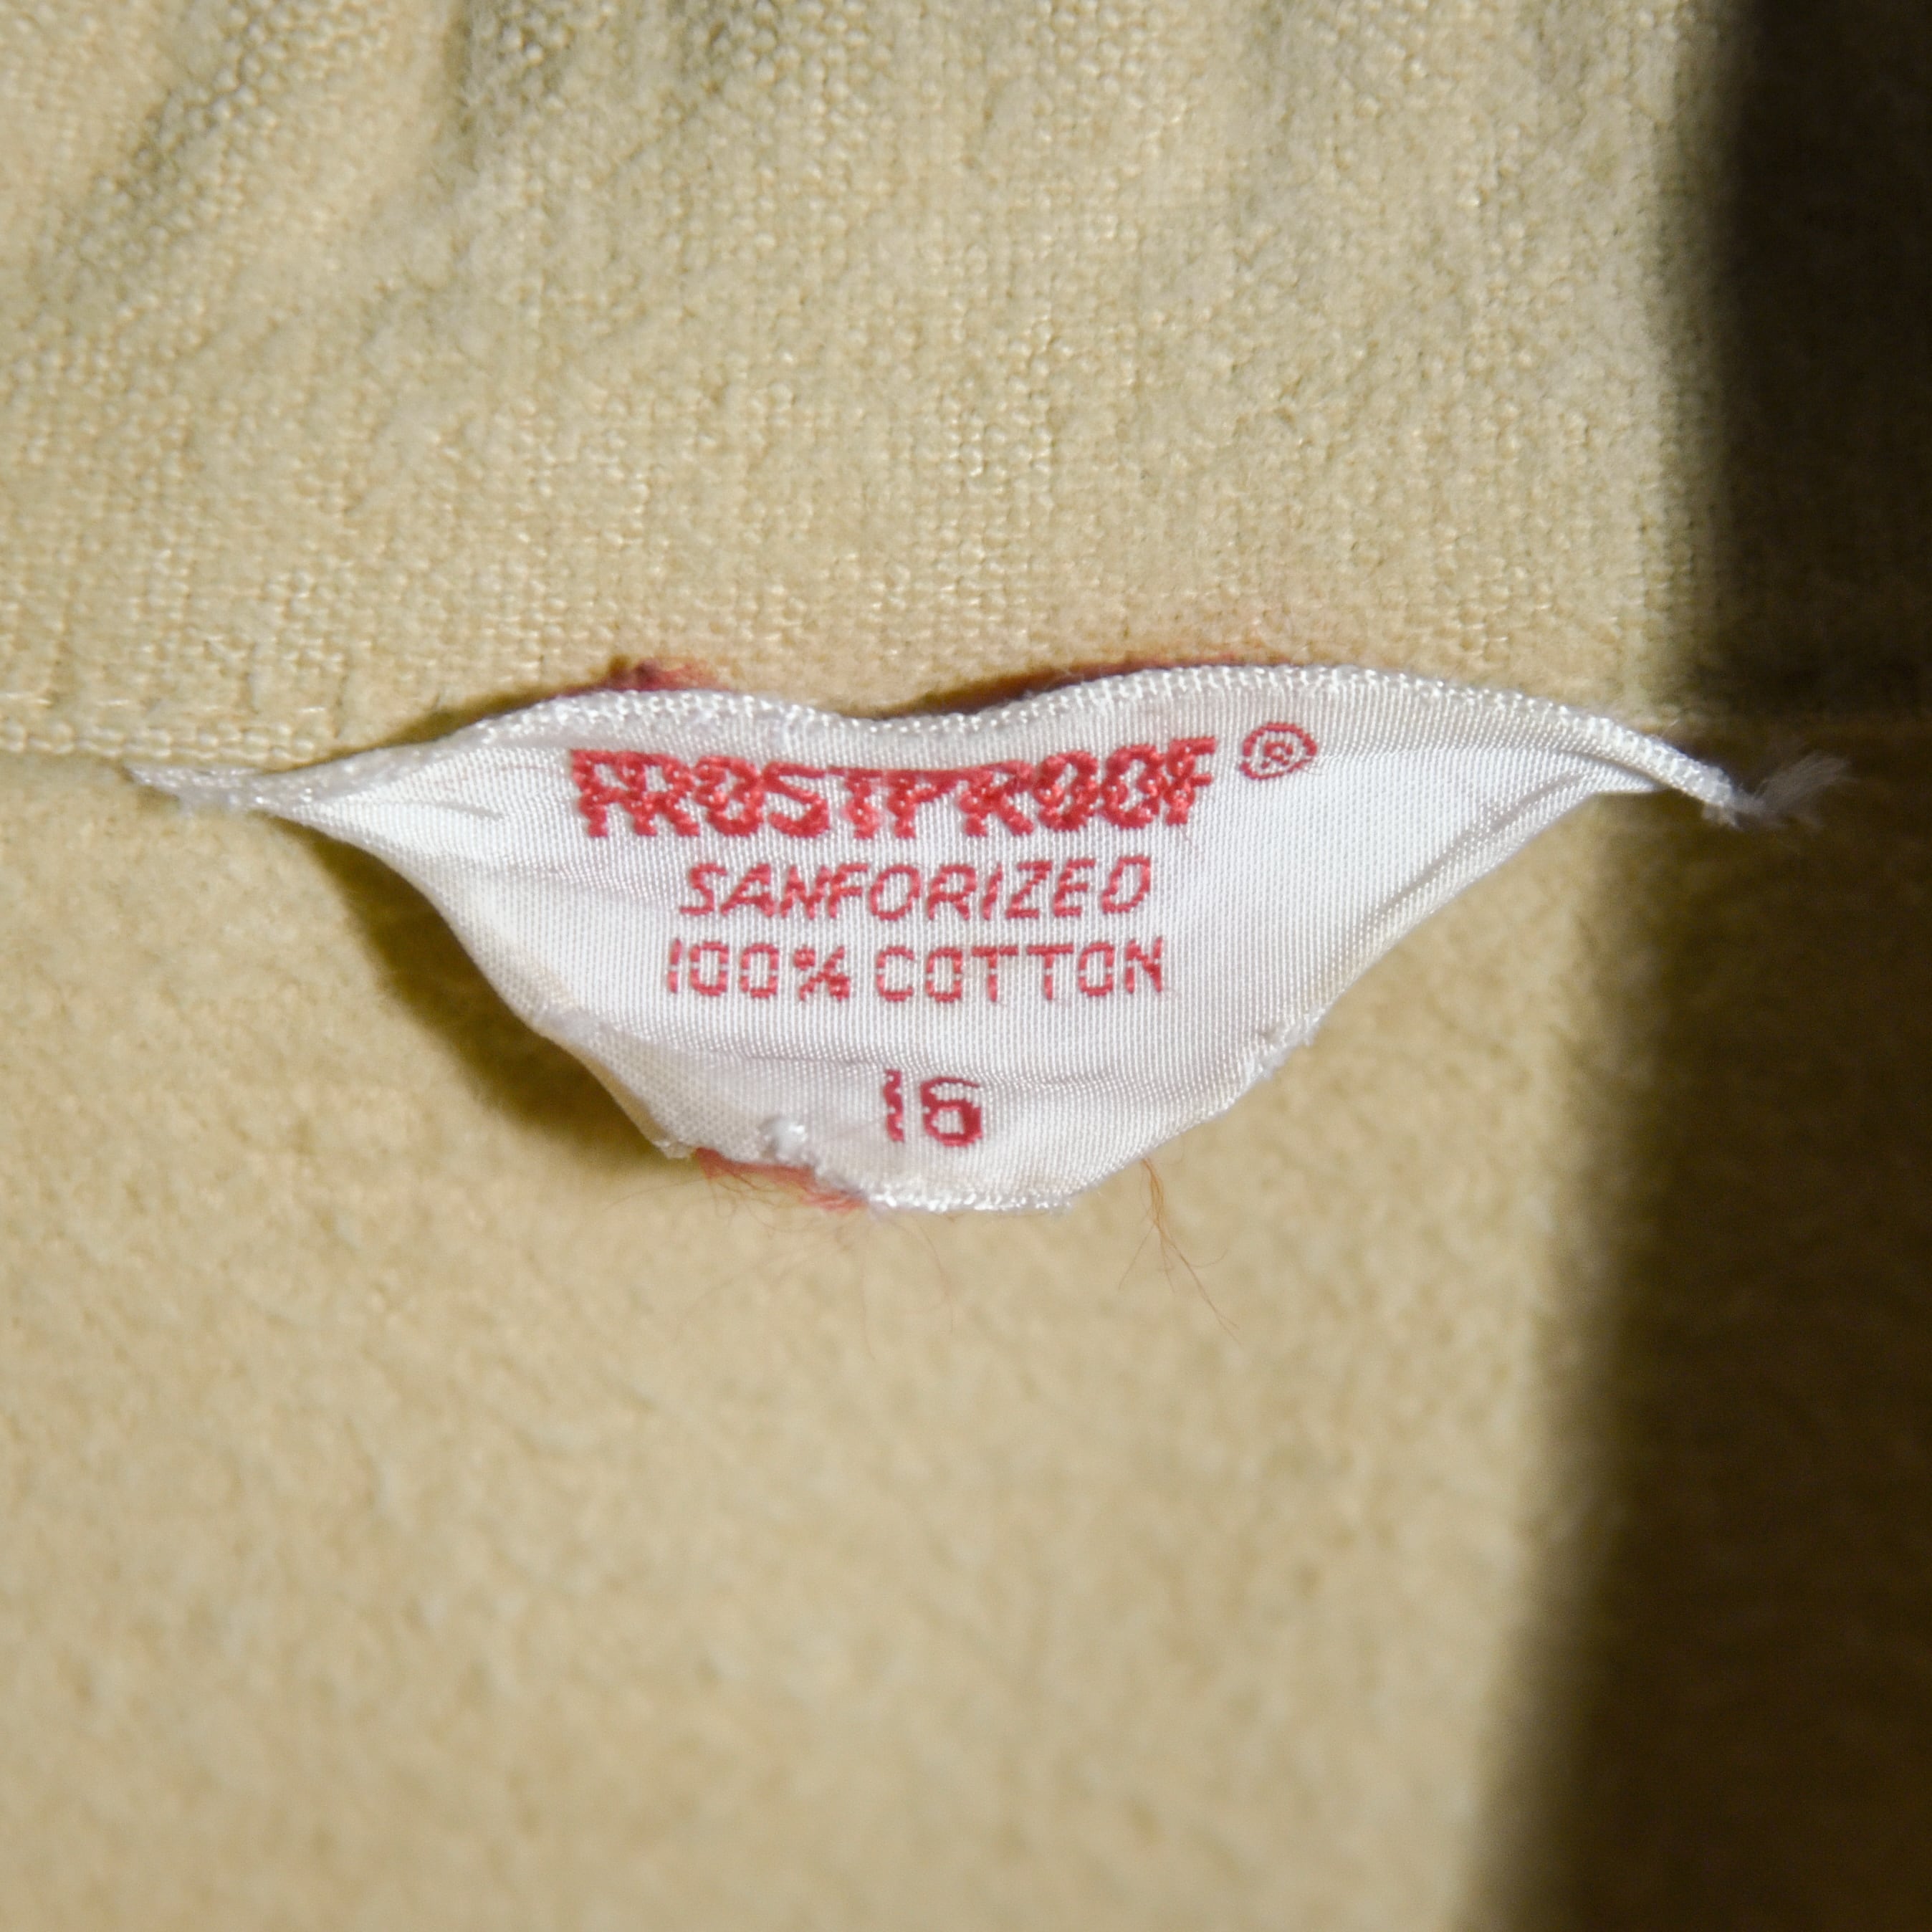 FROSTPROOF ®
SANFORIZED
100% COTTON
16